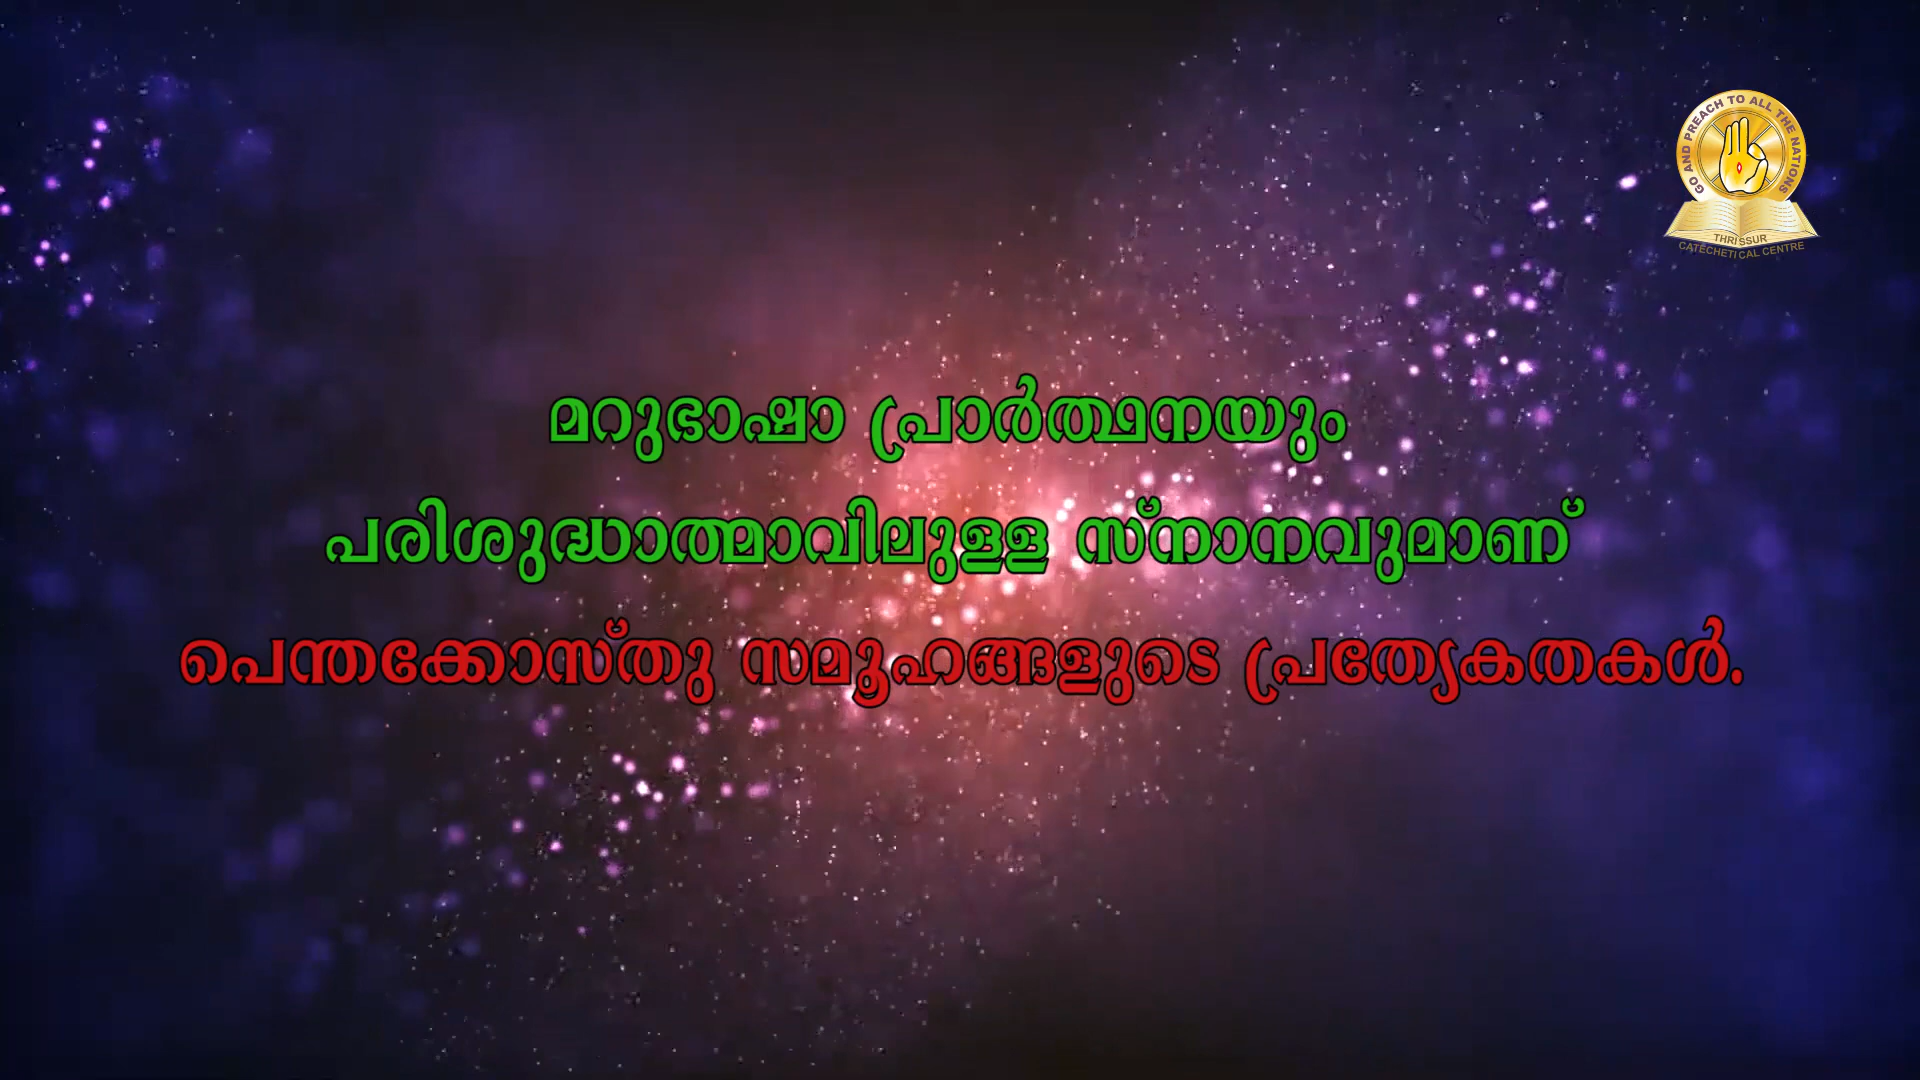 GO AND PREACH TO ALL THE NATIONS
THRISSUR
CATECHETICAL CENTRE
മറുഭാഷാ പ്രാർത്ഥനയും
പരിശുദ്ധാത്മാവിലുള്ള സ്നാനവുമാണ്
പെന്തക്കോസ്തു സമൂഹങ്ങളുടെ പ്രത്യേകതകൾ.